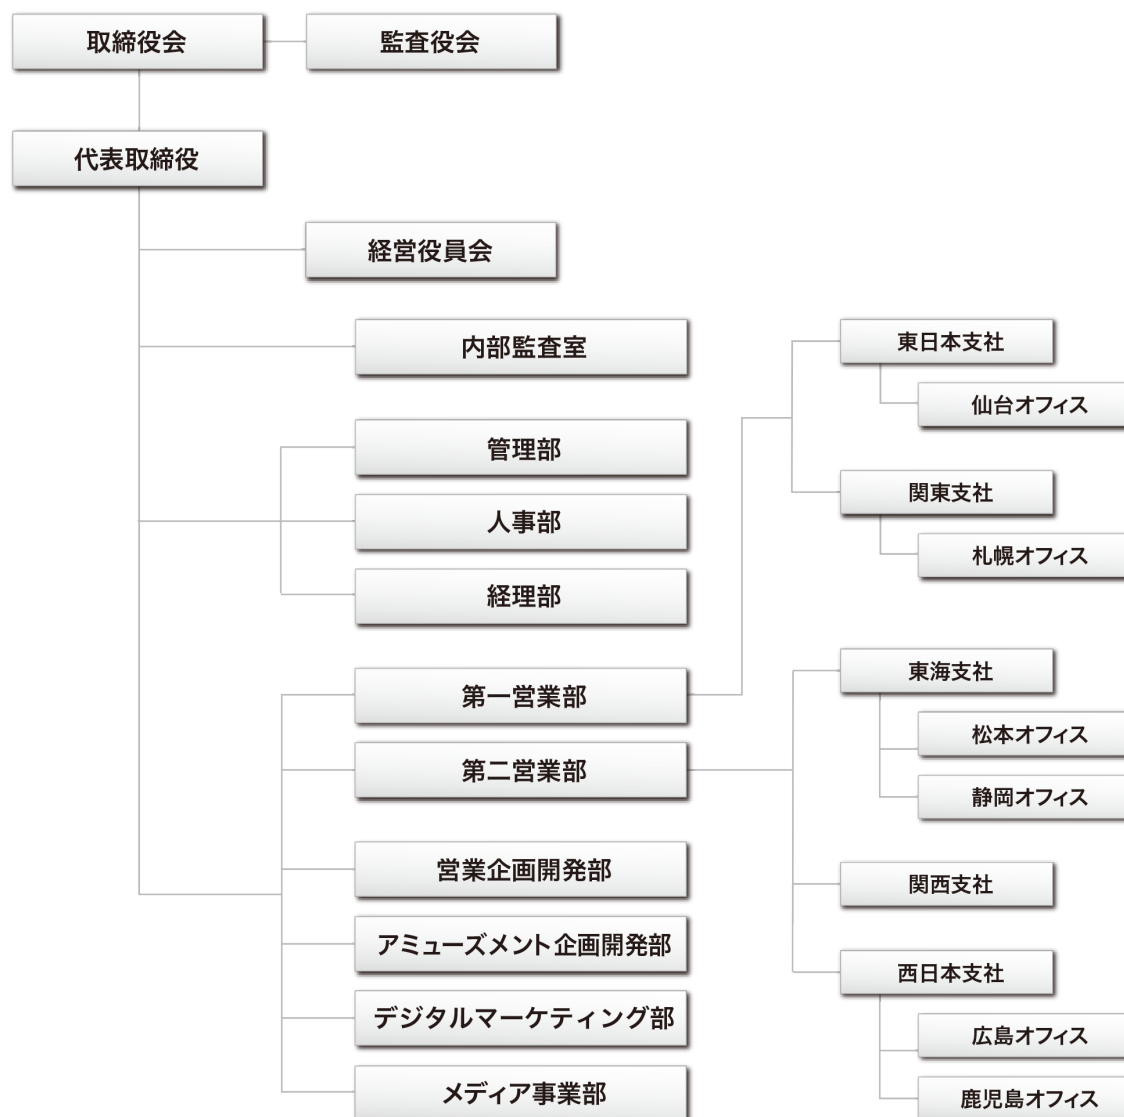 取締役会
監査役会
代表取締役
経営役員会
内部監査室
管理部
人事部
経理部
第一営業部
東日本支社
仙台オフィス
関東支社
札幌オフィス
第二営業部
東海支社
松本オフィス
静岡オフィス
関西支社
西日本支社
広島オフィス
鹿児島オフィス
営業企画開発部
アミューズメント企画開発部
デジタルマーケティング部
メディア事業部